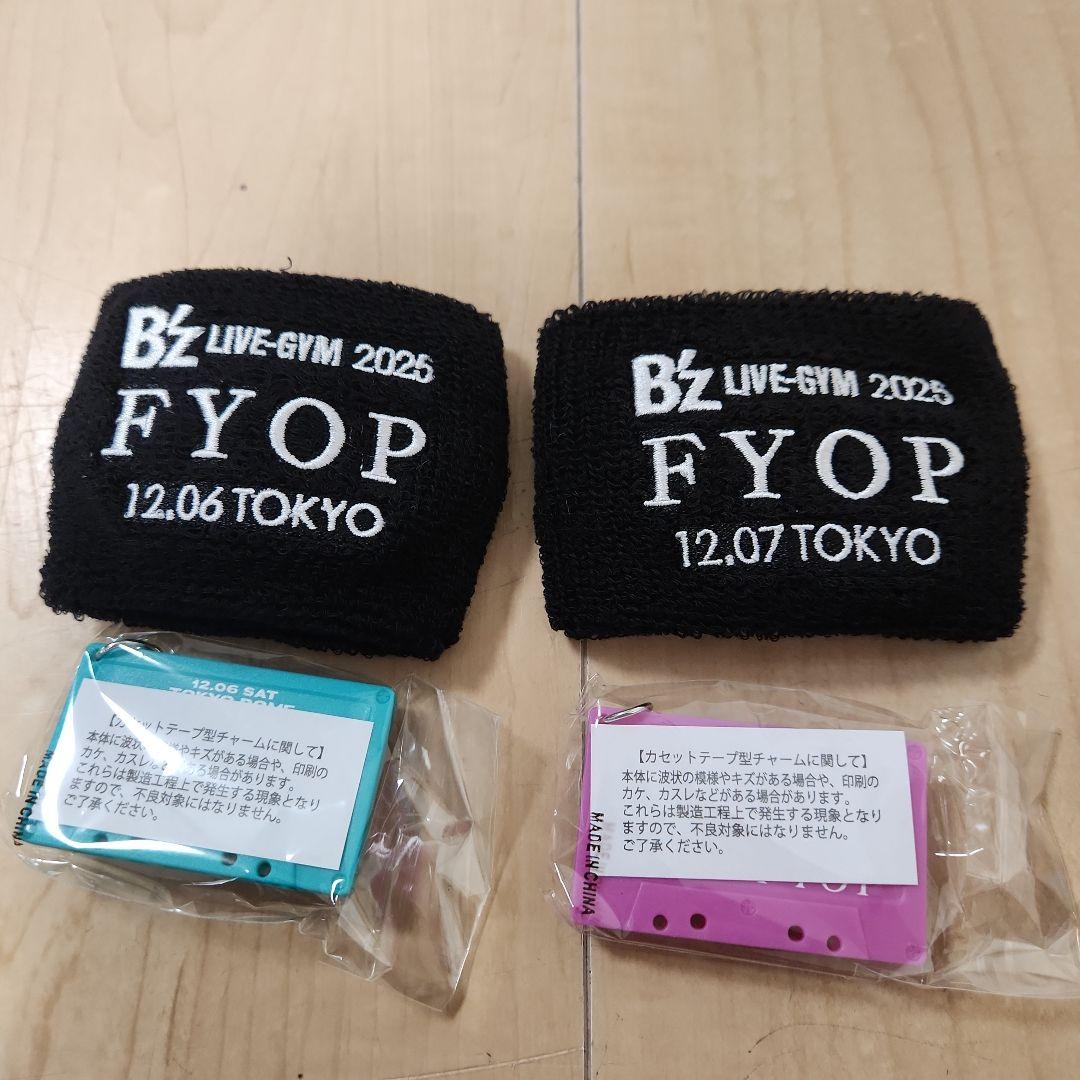 B'z LIVE-GYM 2025
FYOP
12.06 TOKYO
B'z LIVE-GYM 2025
FYOP
12.07 TOKYO
12.06 SAT
TOKYO DOME
【カセットテープ型チャームに関して】
本体に波状の模様やキズがある場合や、印刷の
カケ、カスレなどがある場合があります。
これらは製造工程上で発生する現象となり
ますので、不良対象にはなりません。
ご了承ください。
MADE IN CHINA
【カセットテープ型チャームに関して】
本体に波状の模様やキズがある場合や、印刷の
カケ、カスレなどがある場合があります。
これらは製造工程上で発生する現象となり
ますので、不良対象にはなりません。
ご了承ください。
MADE IN CHINA
FYOP